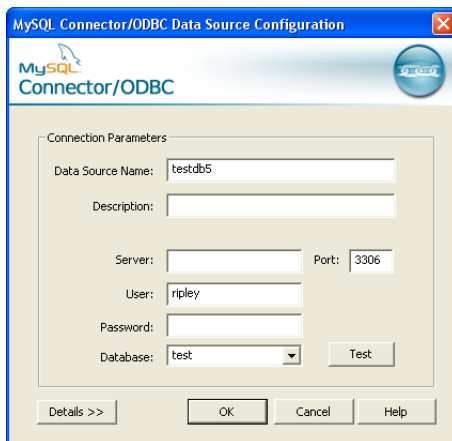 MySQL Connector/ODBC Data Source Configuration
MySQL
Connector/ODBC
Connection Parameters
Data Source Name: testdb5
Description:
Server: Port: 3306
User: ripley
Password:
Database: test Test
Details >> OK Cancel Help